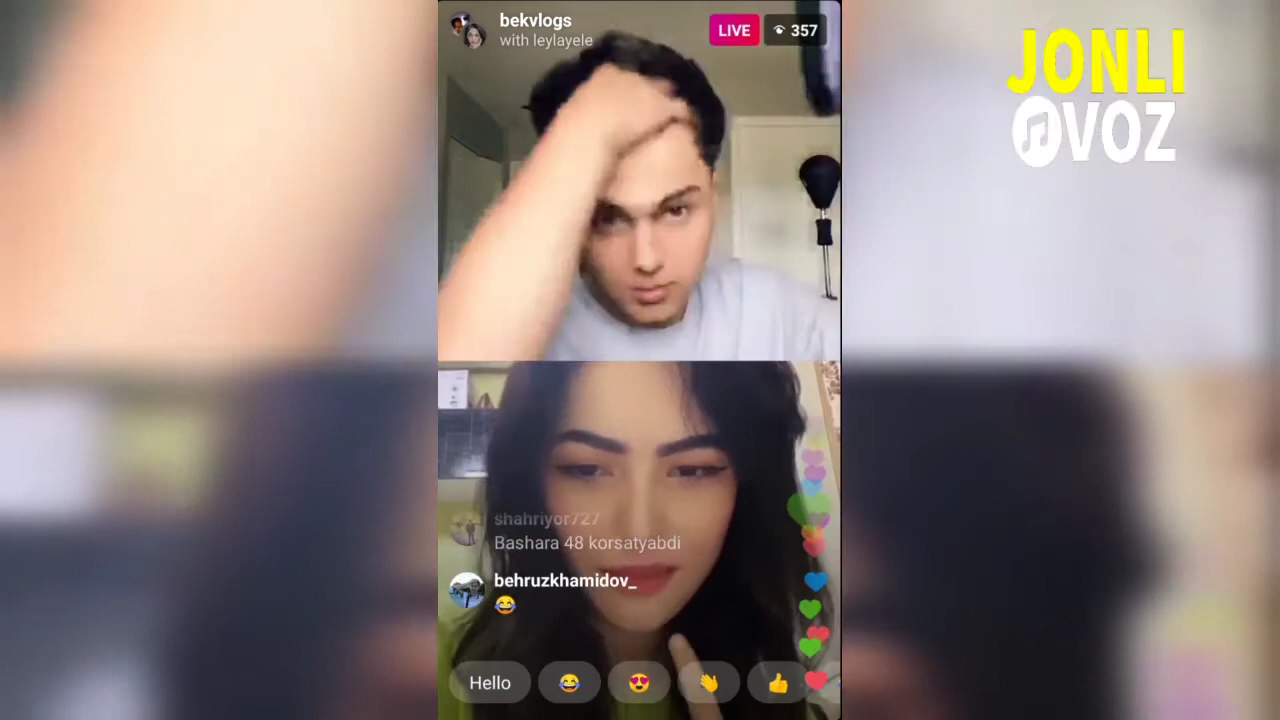 bekvlogs
with leylayele
LIVE
357
JONLI
OVOZ
shahriyor727
Bashara 48 korsatyabdi
behruzkhamidov_
😂
Hello 😂 😍 👏 👍